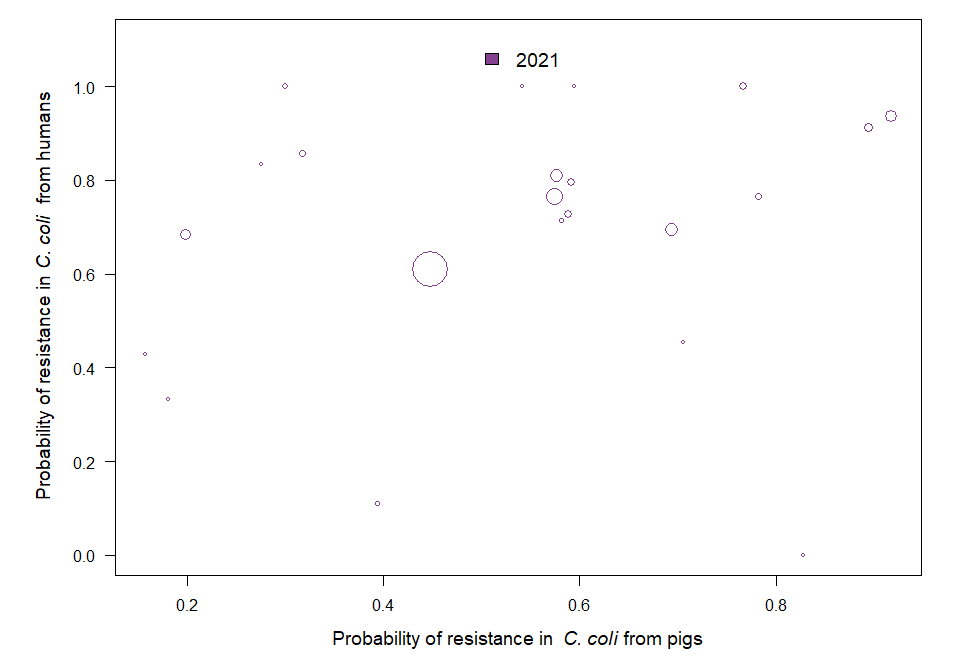 2021
Probability of resistance in C. coli from humans
1.0
0.8
0.6
0.4
0.2
0.0
0.2 0.4 0.6 0.8
Probability of resistance in C. coli from pigs